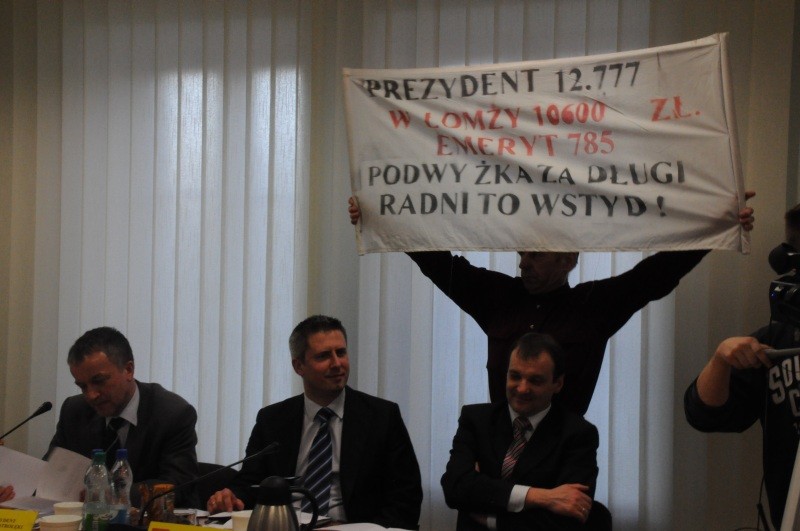 PREZYDENT 12.777
W ŁOMŻY 10600 ZŁ.
EMERYT 785
PODWYŻKA ZA DŁUGI
RADNI TO WSTYD!